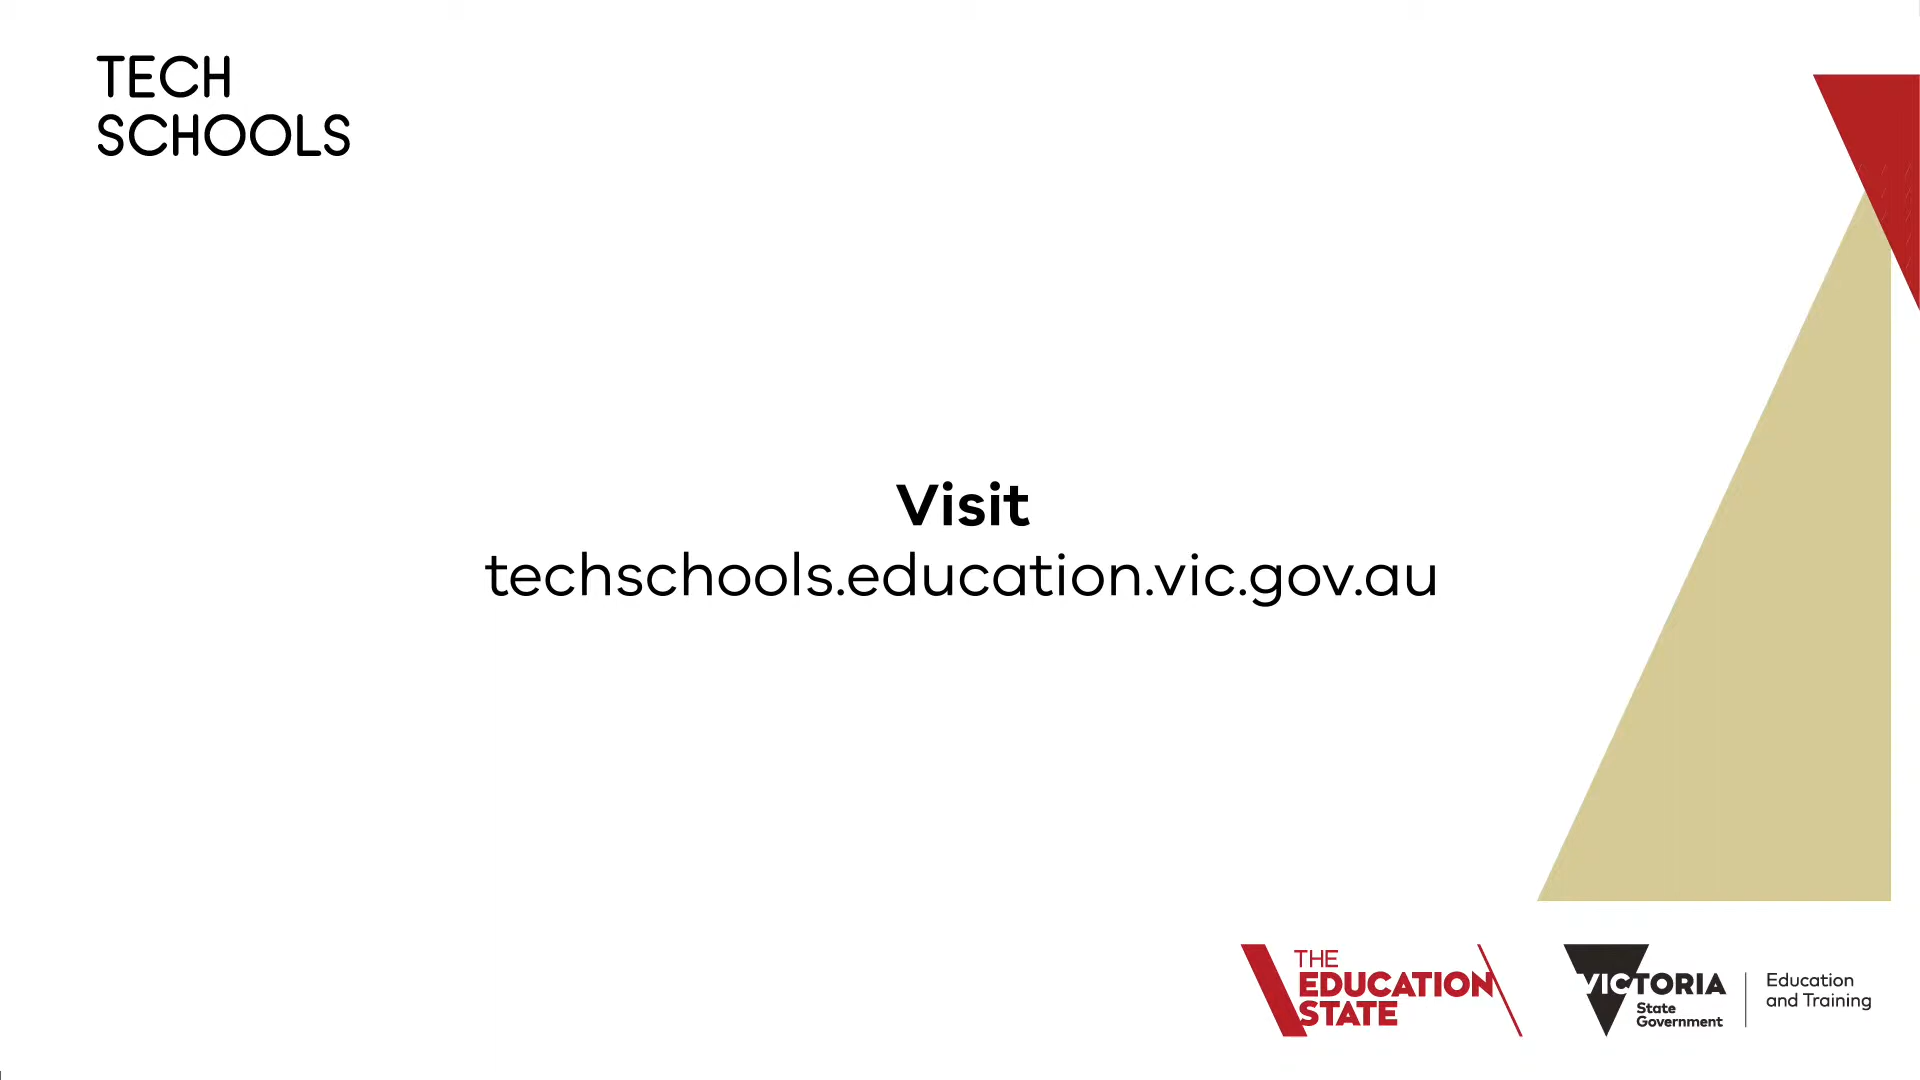 TECH
SCHOOLS
Visit
techschools.education.vic.gov.au
THE
EDUCATION
STATE
VICTORIA
State
Government
Education
and Training